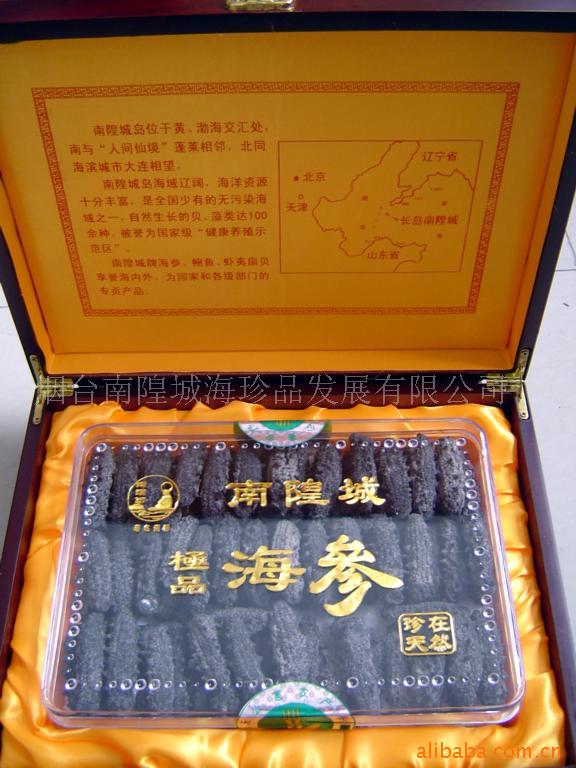 南隍城岛位于黄、渤海交汇处,
南与“人间仙境”蓬莱相邻，北同
海滨城市大连相望。
南隍城岛海域辽阔，海洋资源
十分丰富，是全国少有的无污染海
域之一，自然生长的贝、藻类达100
余种，被誉为国家级“健康养殖示
范区”。
南隍城牌海参、鲍鱼、虾夷扇贝
享誉海内外，为国家和各级部门的
专贡产品。
辽宁省
北京
天津
长岛南隍城
山东省
烟台南隍城海珍品发展有限公司
南隍城
極品
海參
珍在
天然
alibaba.com.cn